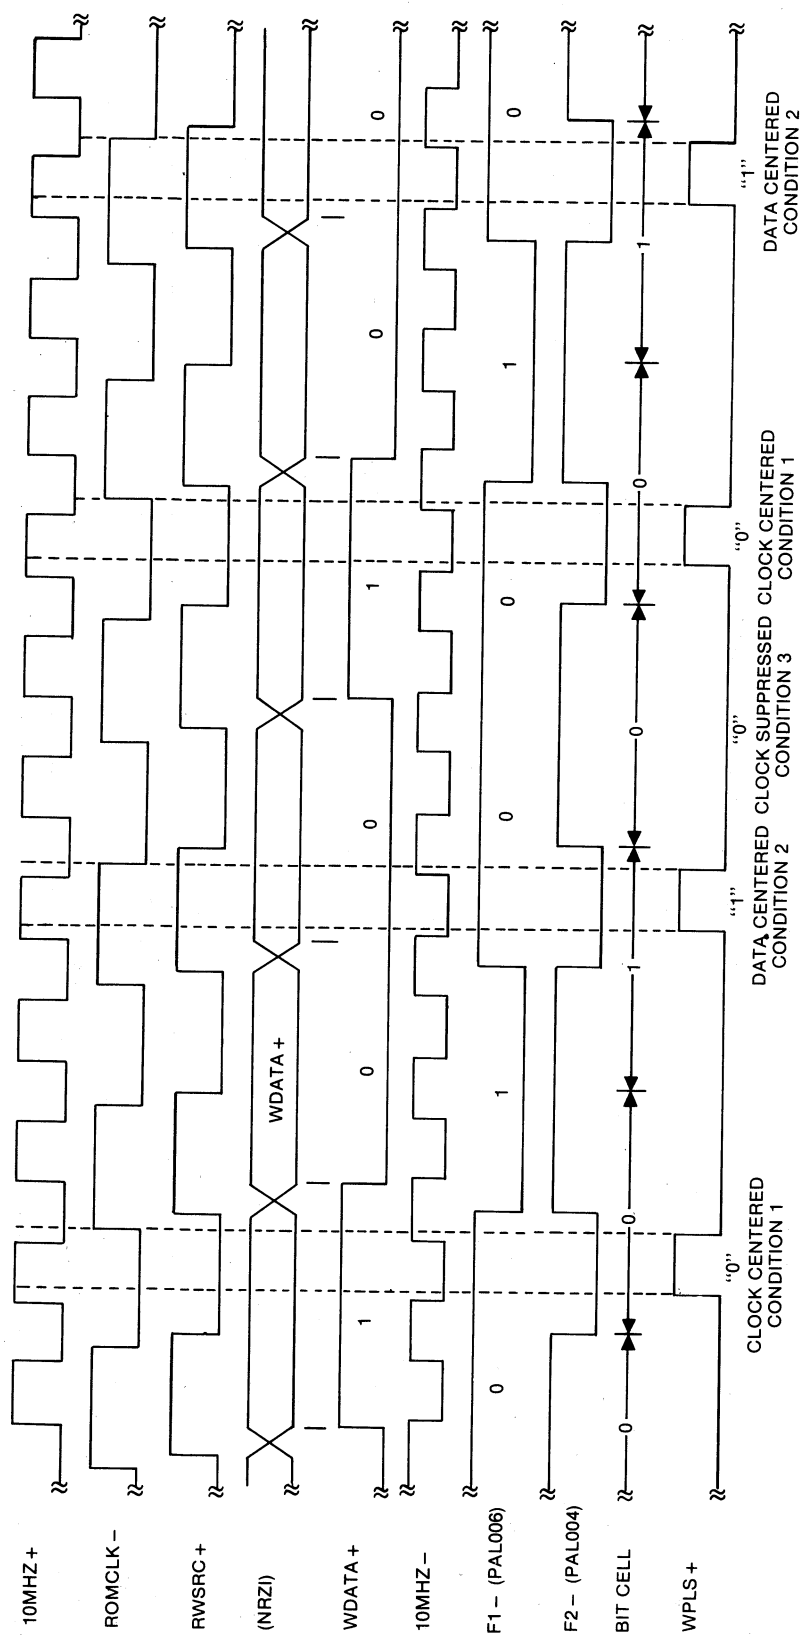 10MHZ+
ROMCLK−
RWSRC+
(NRZI) WDATA+
WDATA+ 1 0 0 1 0 0
10MHZ−
F1− (PAL006) 0 1 0 0 1 0
F2− (PAL004)
BIT CELL 0 0 1 0 0 1
WPLS+
“0” “1” “0” “0” “1”
CLOCK CENTERED DATA CENTERED CLOCK SUPPRESSED CLOCK CENTERED DATA CENTERED
CONDITION 1 CONDITION 2 CONDITION 3 CONDITION 1 CONDITION 2